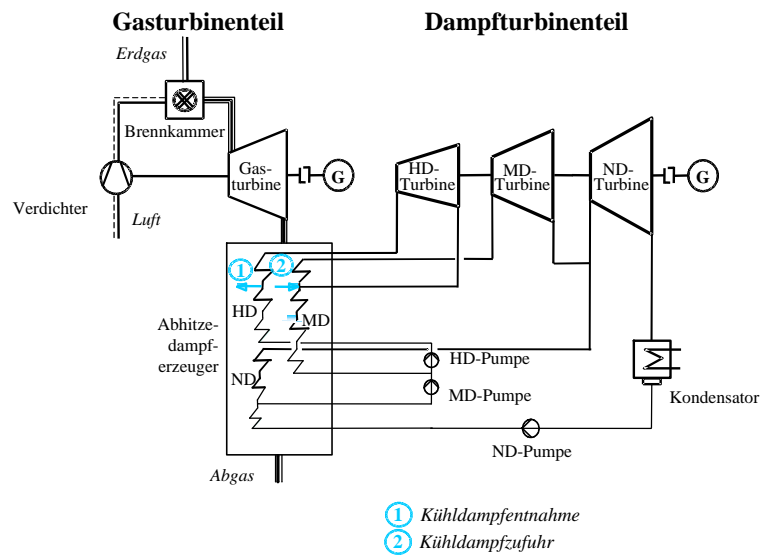 Gasturbinenteil
Dampfturbinenteil
Erdgas
Brennkammer
Gas-
turbine
G
HD-
Turbine
MD-
Turbine
ND-
Turbine
G
Verdichter
Luft
1
2
HD
MD
Abhitze-
dampf-
erzeuger
ND
HD-Pumpe
MD-Pumpe
Kondensator
ND-Pumpe
Abgas
1 Kühldampfentnahme
2 Kühldampfzufuhr